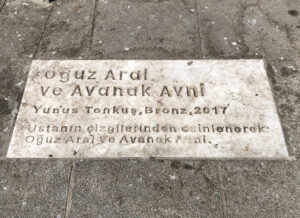 Oğuz Aral
ve Avanak Avni
Yunus Tonkuş, Bronz, 2017
Ustanın çizgilerinden esinlenerek:
Oğuz Aral ve Avanak Avni.